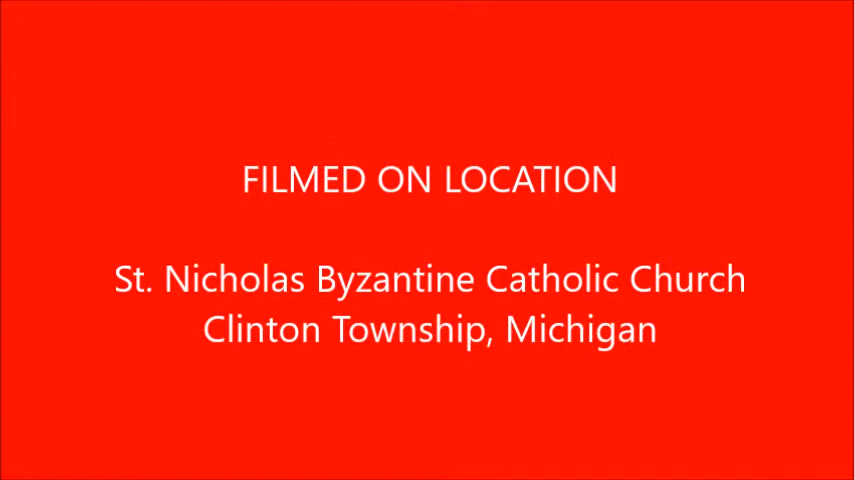 FILMED ON LOCATION
St. Nicholas Byzantine Catholic Church
Clinton Township, Michigan